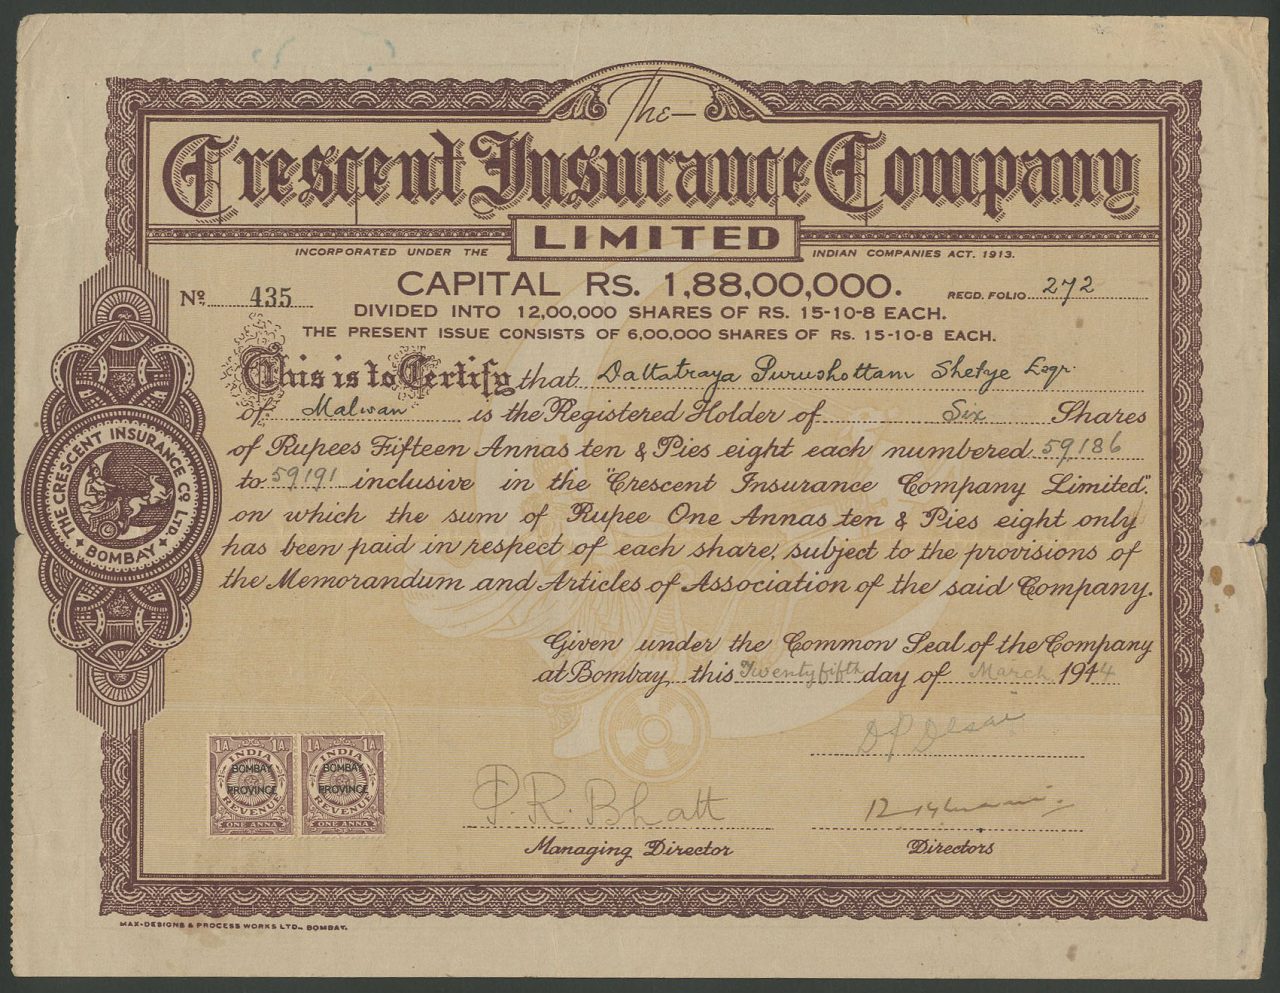 The
Crescent Insurance Company
LIMITED
INCORPORATED UNDER THE INDIAN COMPANIES ACT. 1913.
CAPITAL RS. 1,88,00,000.
No. 435 REGD. FOLIO 272
DIVIDED INTO 12,00,000 SHARES OF RS. 15-10-8 EACH.
THE PRESENT ISSUE CONSISTS OF 6,00,000 SHARES OF RS. 15-10-8 EACH.
This is to Certify that Dattatraya Purushottam Shetye Esqr.
of Malwan is the Registered Holder of Six Shares
of Rupees Fifteen Annas ten & Pies eight each numbered 59186
to 59191 inclusive in the "Crescent Insurance Company Limited".
on which the sum of Rupee One Annas ten & Pies eight only
has been paid in respect of each share, subject to the provisions of
the Memorandum and Articles of Association of the said Company.
THE CRESCENT INSURANCE CO LTD.
BOMBAY
Given under the Common Seal of the Company
at Bombay, this Twentyfifth day of March 1944
D P Desai
P. R. Bhatt
Managing Director Directors
1A. 1A. 1A. 1A.
INDIA INDIA
BOMBAY BOMBAY
PROVINCE PROVINCE
REVENUE REVENUE
ONE ANNA ONE ANNA
MAX-DESIGNS & PROCESS WORKS LTD., BOMBAY.